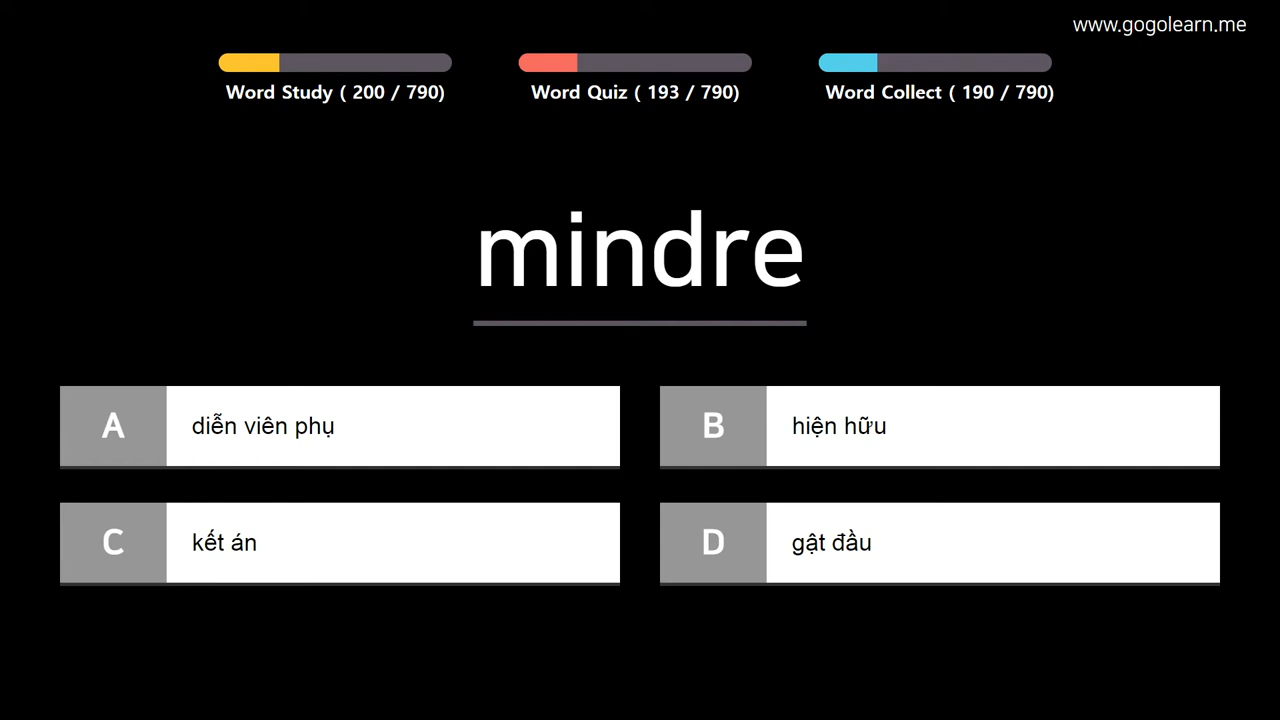 www.gogolearn.me
Word Study ( 200 / 790)
Word Quiz ( 193 / 790)
Word Collect ( 190 / 790)
mindre
A diễn viên phụ
B hiện hữu
C kết án
D gật đầu